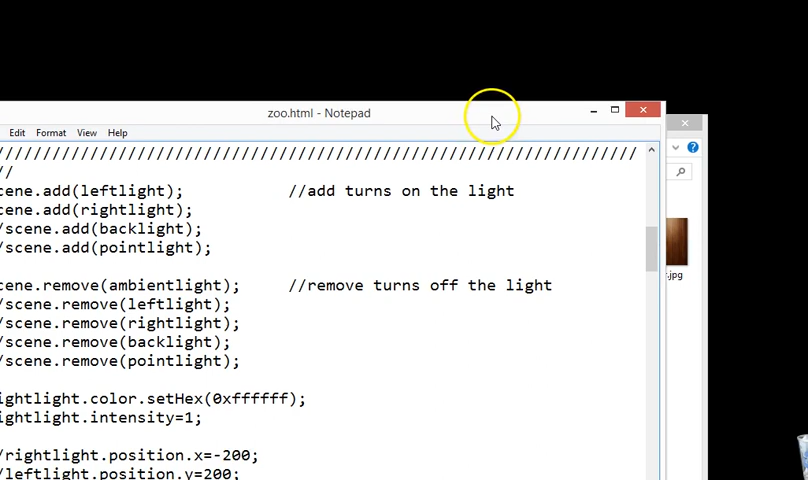 zoo.html - Notepad
Edit Format View Help
//////////////////////////////////////////////////////////////////////
//
cene.add(leftlight); //add turns on the light
cene.add(rightlight);
/scene.add(backlight);
/scene.add(pointlight);
cene.remove(ambientlight); //remove turns off the light
/scene.remove(leftlight);
/scene.remove(rightlight);
/scene.remove(backlight);
/scene.remove(pointlight);
ightlight.color.setHex(0xffffff);
ightlight.intensity=1;
/rightlight.position.x=-200;
/leftlight.position.y=200;
.jpg